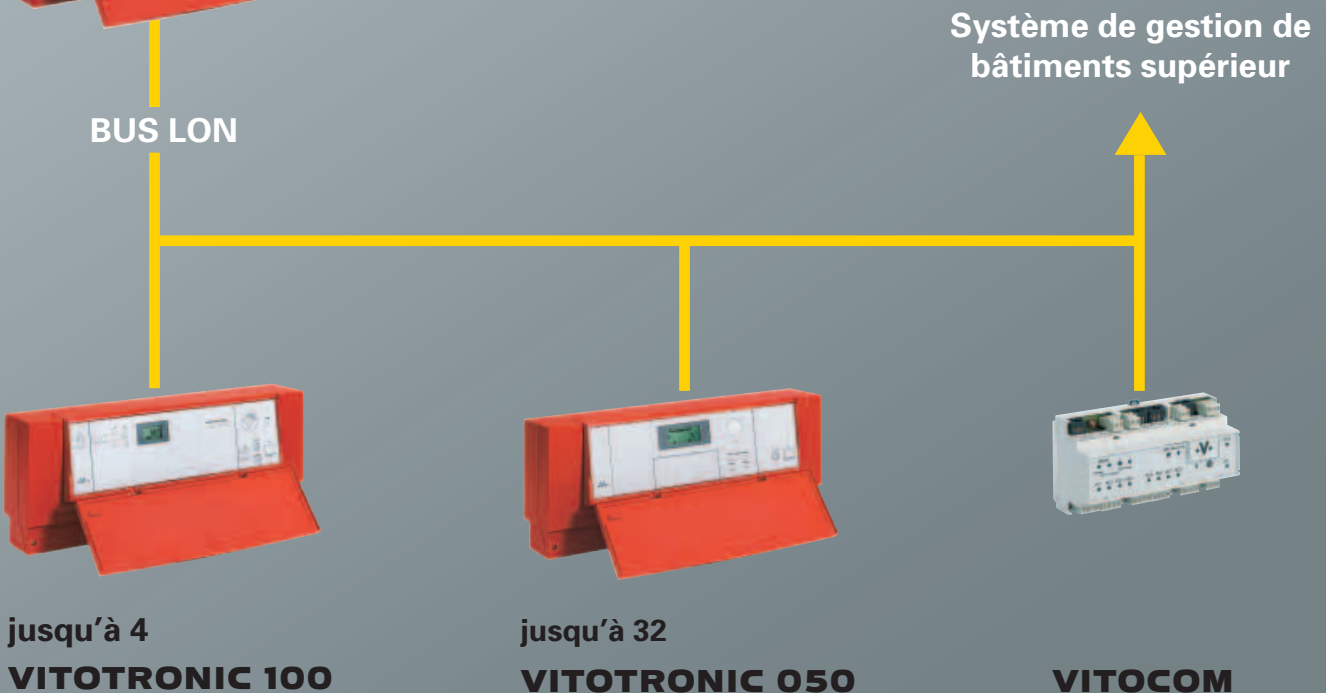 Système de gestion de
bâtiments supérieur
BUS LON
jusqu’à 4
VITOTRONIC 100
jusqu’à 32
VITOTRONIC 050
VITOCOM